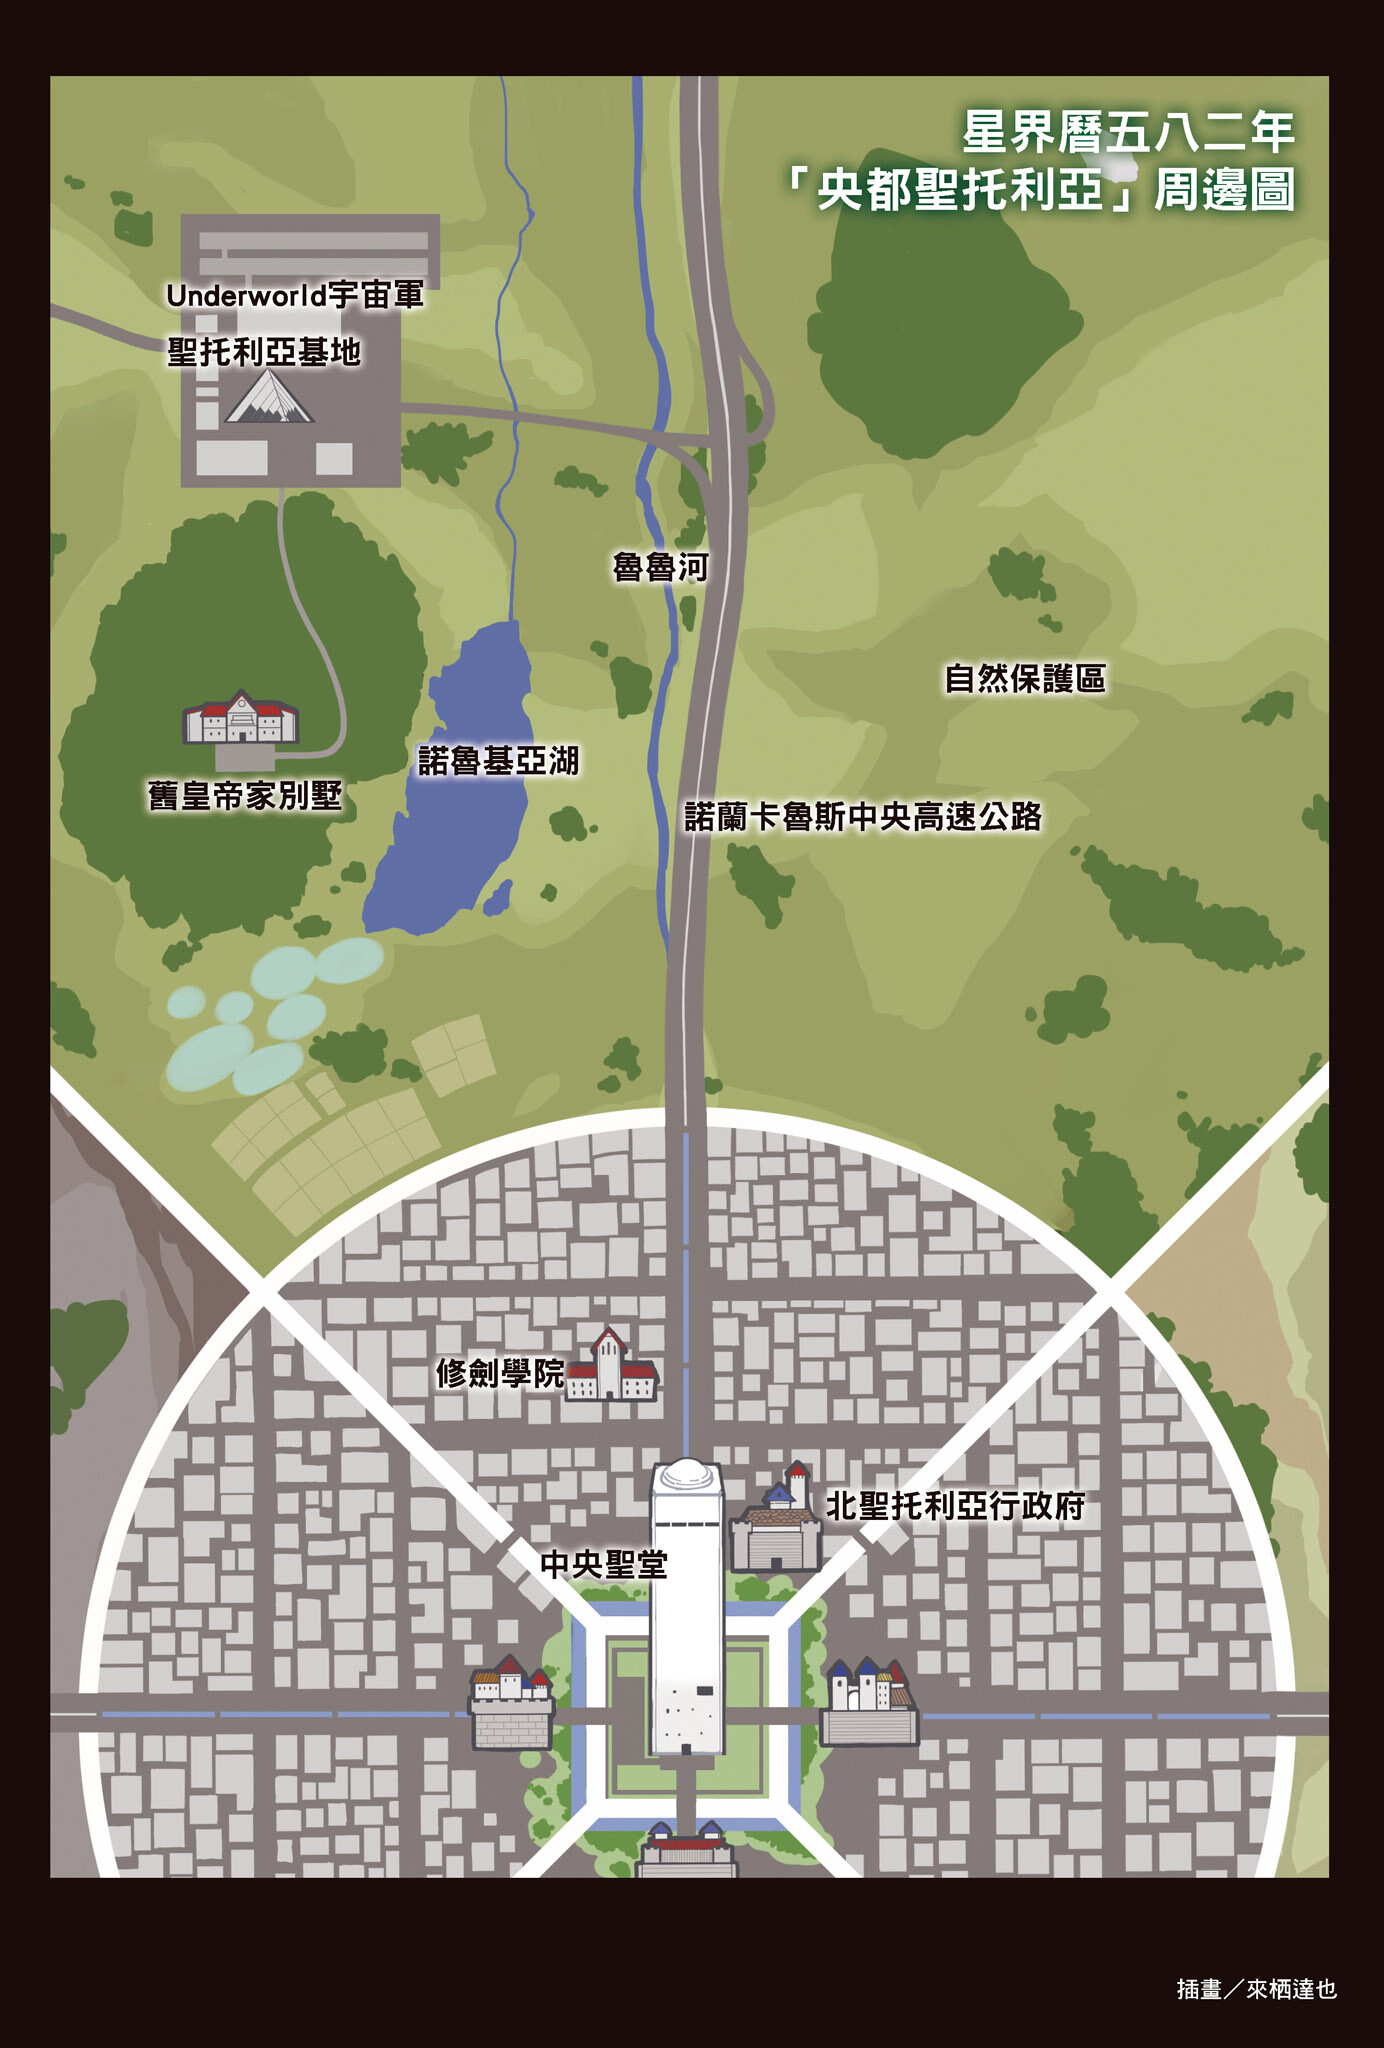 星界曆五八二年
「央都聖托利亞」周邊圖
Underworld宇宙軍
聖托利亞基地
魯魯河
自然保護區
諾魯基亞湖
舊皇帝家別墅
諾蘭卡魯斯中央高速公路
修劍學院
北聖托利亞行政府
中央聖堂
插畫／來栖達也